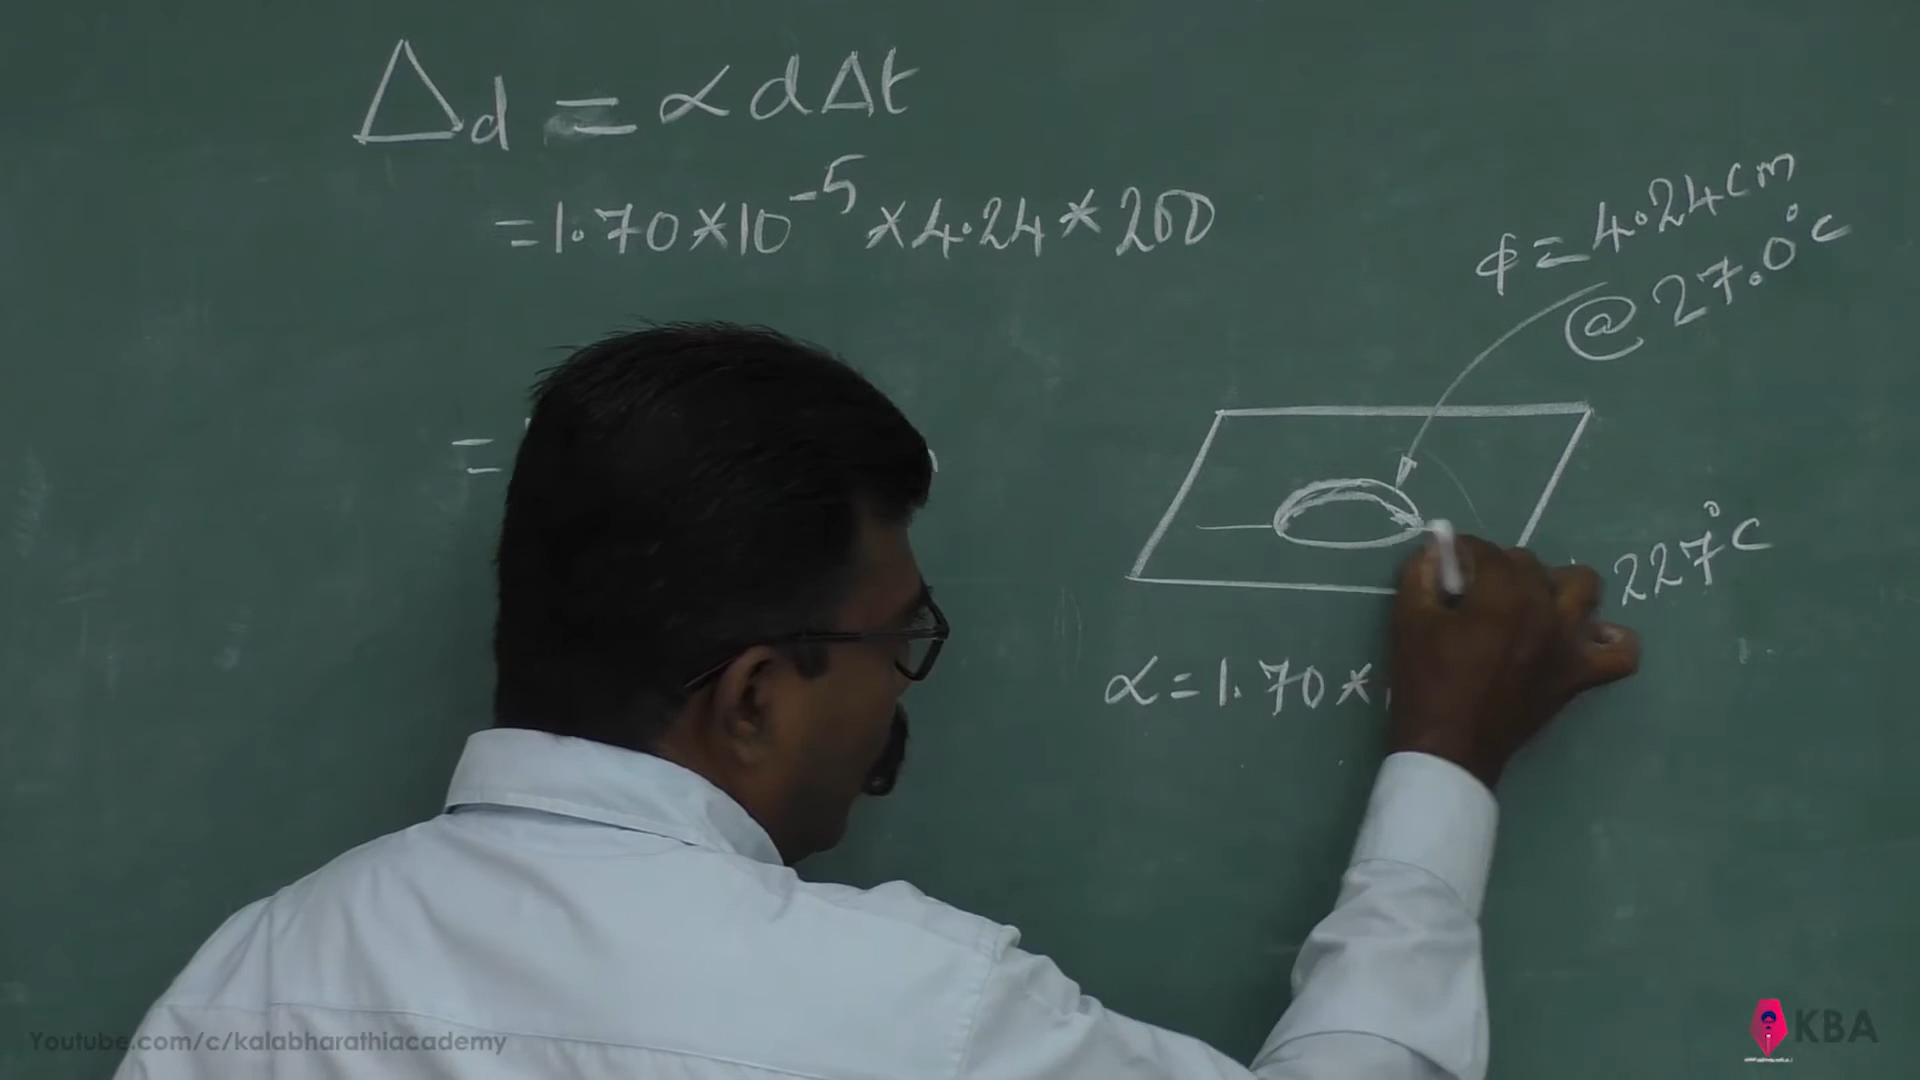 Δd = αdΔt
=1.70*10⁻⁵*4.24*200
=
ϕ=4.24cm
@27.0°c
227°c
α=1.70*
Youtube.com/c/kalabharathiacademy
KBA